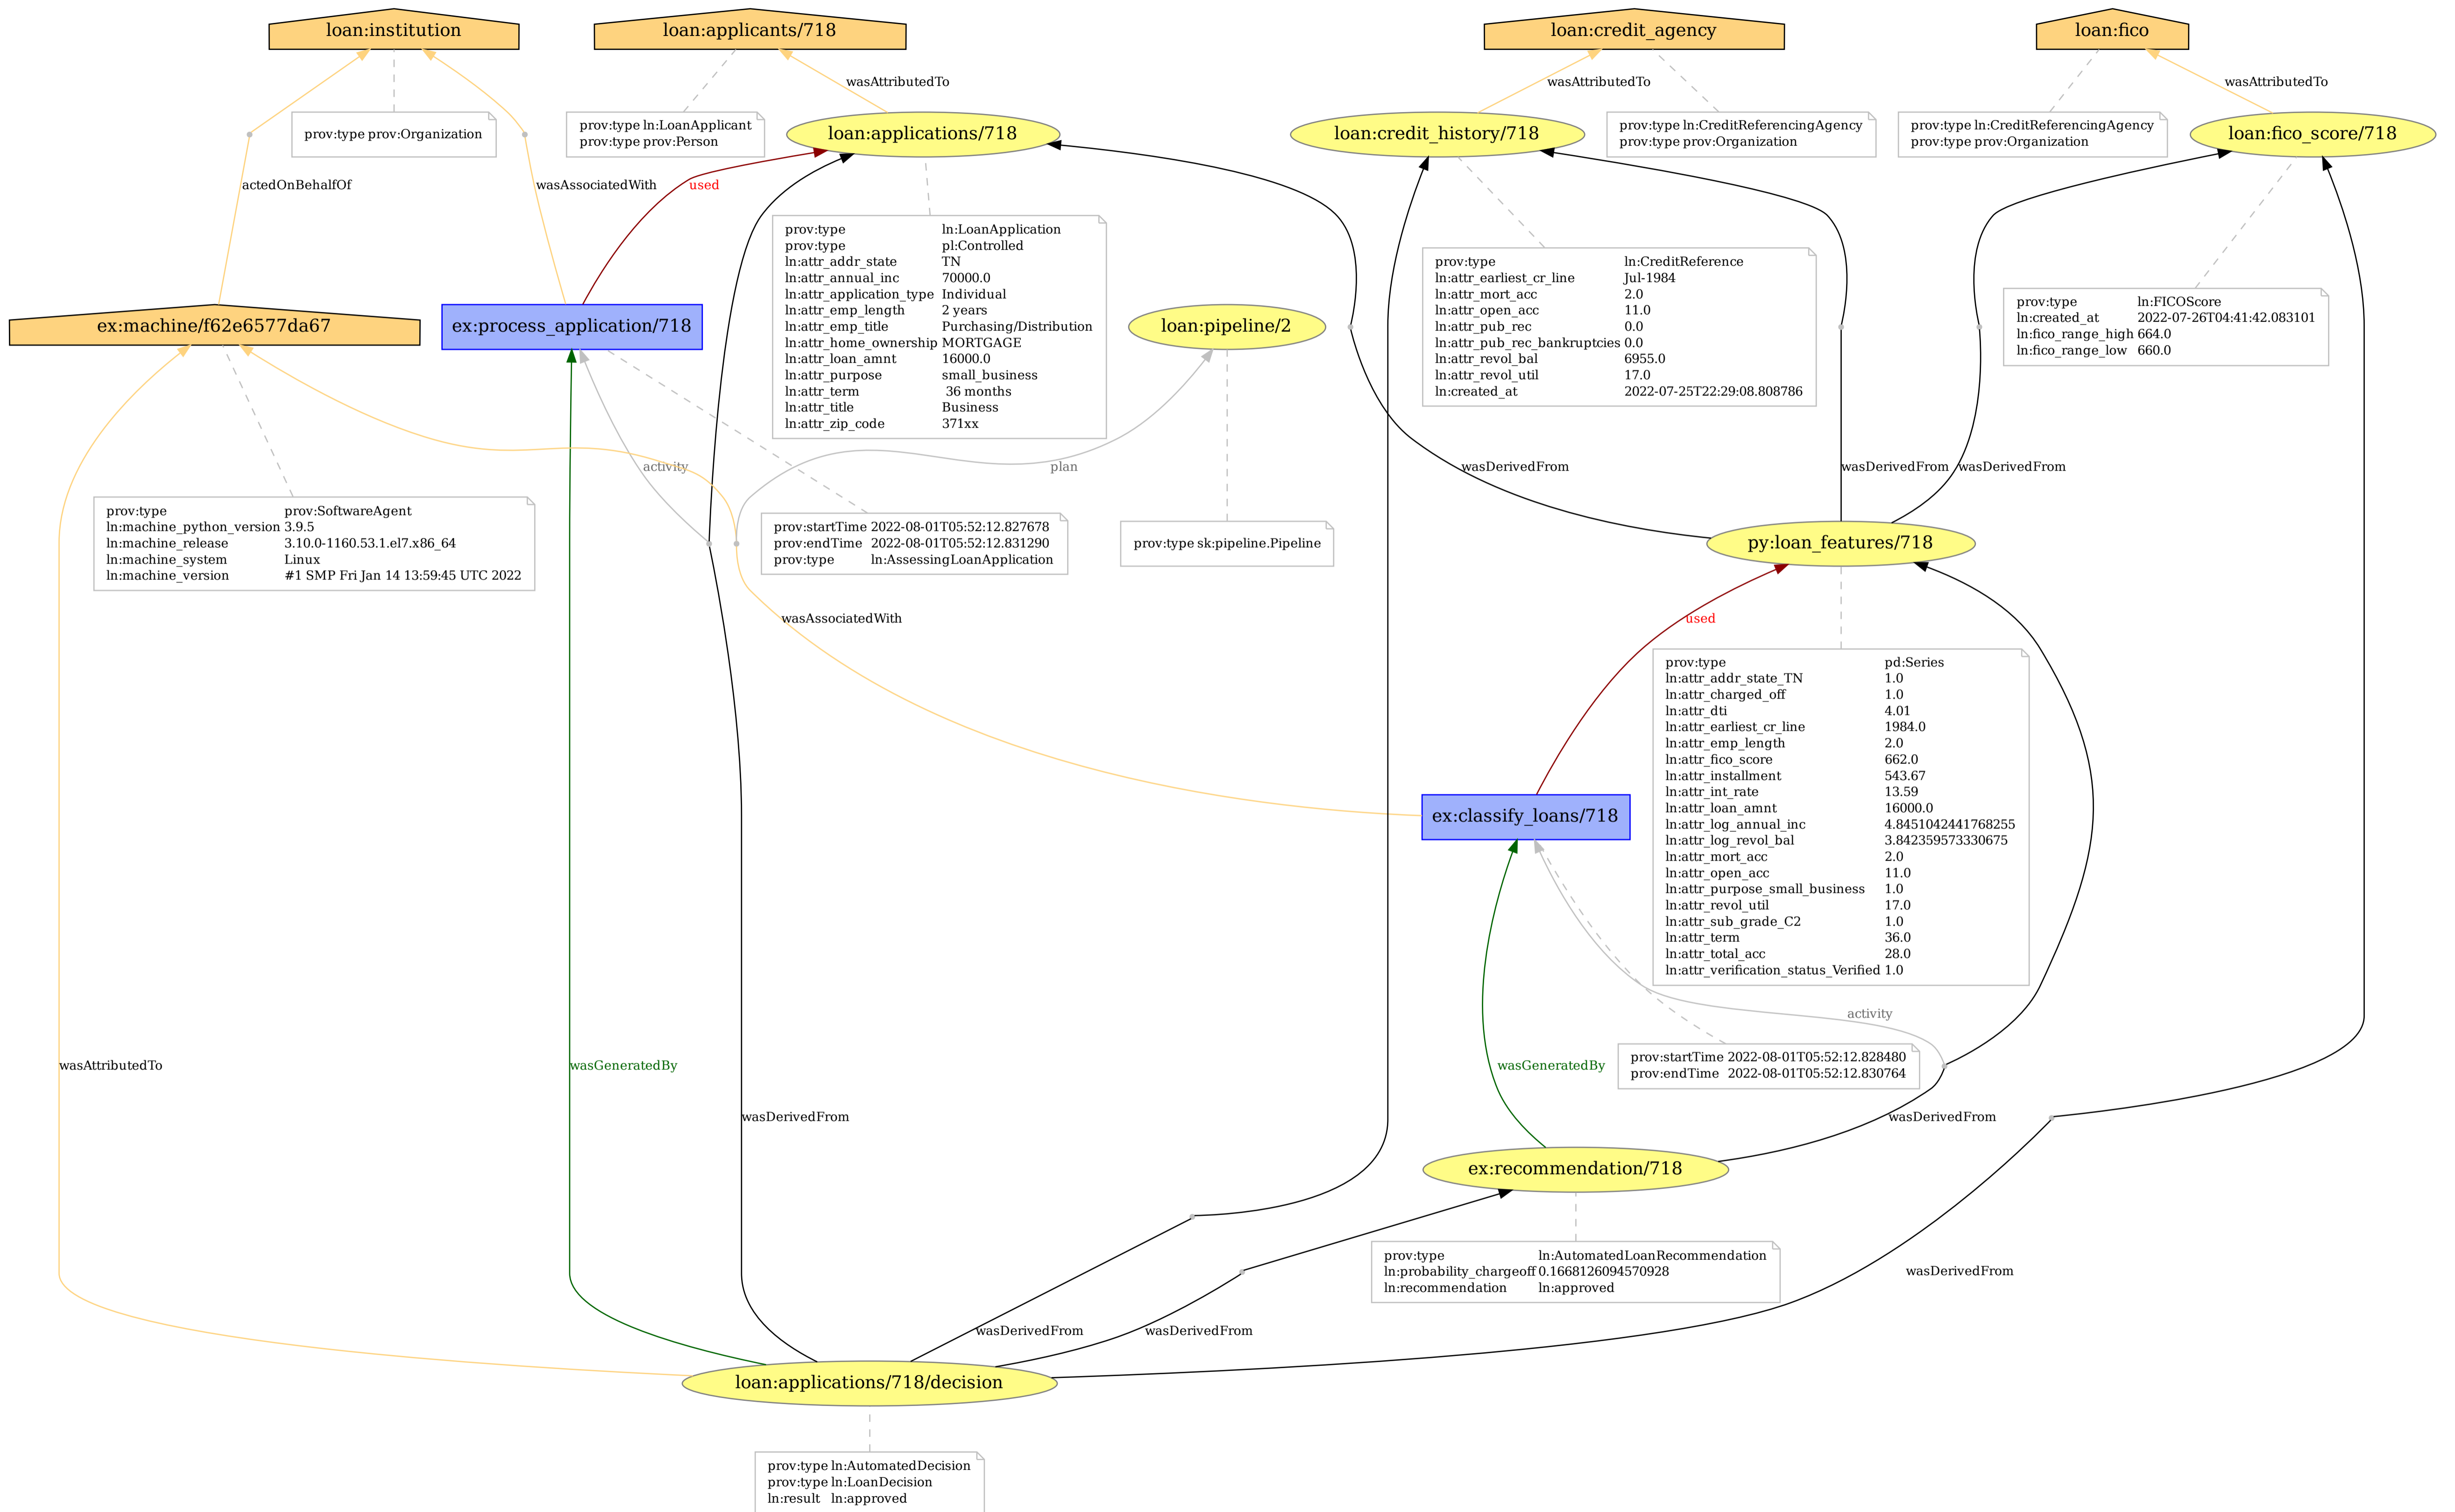 loan:institution
loan:applicants/718
loan:credit_agency
loan:fico
wasAttributedTo
wasAttributedTo
wasAttributedTo
prov:type prov:Organization
prov:type ln:LoanApplicant
prov:type prov:Person
loan:applications/718
loan:credit_history/718
prov:type ln:CreditReferencingAgency
prov:type prov:Organization
prov:type ln:CreditReferencingAgency
prov:type prov:Organization
loan:fico_score/718
actedOnBehalfOf
wasAssociatedWith
used
prov:type ln:LoanApplication
prov:type pl:Controlled
ln:attr_addr_state TN
ln:attr_annual_inc 70000.0
ln:attr_application_type Individual
ln:attr_emp_length 2 years
ln:attr_emp_title Purchasing/Distribution
ln:attr_home_ownership MORTGAGE
ln:attr_loan_amnt 16000.0
ln:attr_purpose small_business
ln:attr_term 36 months
ln:attr_title Business
ln:attr_zip_code 371xx
prov:type ln:CreditReference
ln:attr_earliest_cr_line Jul-1984
ln:attr_mort_acc 2.0
ln:attr_open_acc 11.0
ln:attr_pub_rec 0.0
ln:attr_pub_rec_bankruptcies 0.0
ln:attr_revol_bal 6955.0
ln:attr_revol_util 17.0
ln:created_at 2022-07-25T22:29:08.808786
prov:type ln:FICOScore
ln:created_at 2022-07-26T04:41:42.083101
ln:fico_range_high 664.0
ln:fico_range_low 660.0
ex:machine/f62e6577da67
ex:process_application/718
loan:pipeline/2
activity
plan
wasDerivedFrom
wasDerivedFrom
wasDerivedFrom
prov:type prov:SoftwareAgent
ln:machine_python_version 3.9.5
ln:machine_release 3.10.0-1160.53.1.el7.x86_64
ln:machine_system Linux
ln:machine_version #1 SMP Fri Jan 14 13:59:45 UTC 2022
prov:startTime 2022-08-01T05:52:12.827678
prov:endTime 2022-08-01T05:52:12.831290
prov:type ln:AssessingLoanApplication
prov:type sk:pipeline.Pipeline
py:loan_features/718
wasAssociatedWith
used
prov:type pd:Series
ln:attr_addr_state_TN 1.0
ln:attr_charged_off 1.0
ln:attr_dti 4.01
ln:attr_earliest_cr_line 1984.0
ln:attr_emp_length 2.0
ln:attr_fico_score 662.0
ln:attr_installment 543.67
ln:attr_int_rate 13.59
ln:attr_loan_amnt 16000.0
ln:attr_log_annual_inc 4.8451042441768255
ln:attr_log_revol_bal 3.842359573330675
ln:attr_mort_acc 2.0
ln:attr_open_acc 11.0
ln:attr_purpose_small_business 1.0
ln:attr_revol_util 17.0
ln:attr_sub_grade_C2 1.0
ln:attr_term 36.0
ln:attr_total_acc 28.0
ln:attr_verification_status_Verified 1.0
ex:classify_loans/718
activity
wasAttributedTo
wasGeneratedBy
wasGeneratedBy
prov:startTime 2022-08-01T05:52:12.828480
prov:endTime 2022-08-01T05:52:12.830764
wasDerivedFrom
wasDerivedFrom
ex:recommendation/718
prov:type ln:AutomatedLoanRecommendation
ln:probability_chargeoff 0.1668126094570928
ln:recommendation ln:approved
wasDerivedFrom
wasDerivedFrom
wasDerivedFrom
loan:applications/718/decision
prov:type ln:AutomatedDecision
prov:type ln:LoanDecision
ln:result ln:approved